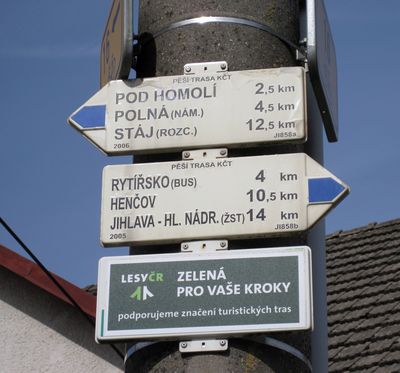 PĚŠÍ TRASA KČT
POD HOMOLÍ 2,5 km
POLNÁ (NÁM.) 4,5 km
STÁJ (ROZC.) 12,5 km
2006 JI858a
PĚŠÍ TRASA KČT
RYTÍŘSKO (BUS) 4 km
HENČOV 10,5 km
JIHLAVA - HL. NÁDR. (ŽST) 14 km
2005 JI858b
LESYČR ZELENÁ
PRO VAŠE KROKY
podporujeme značení turistických tras